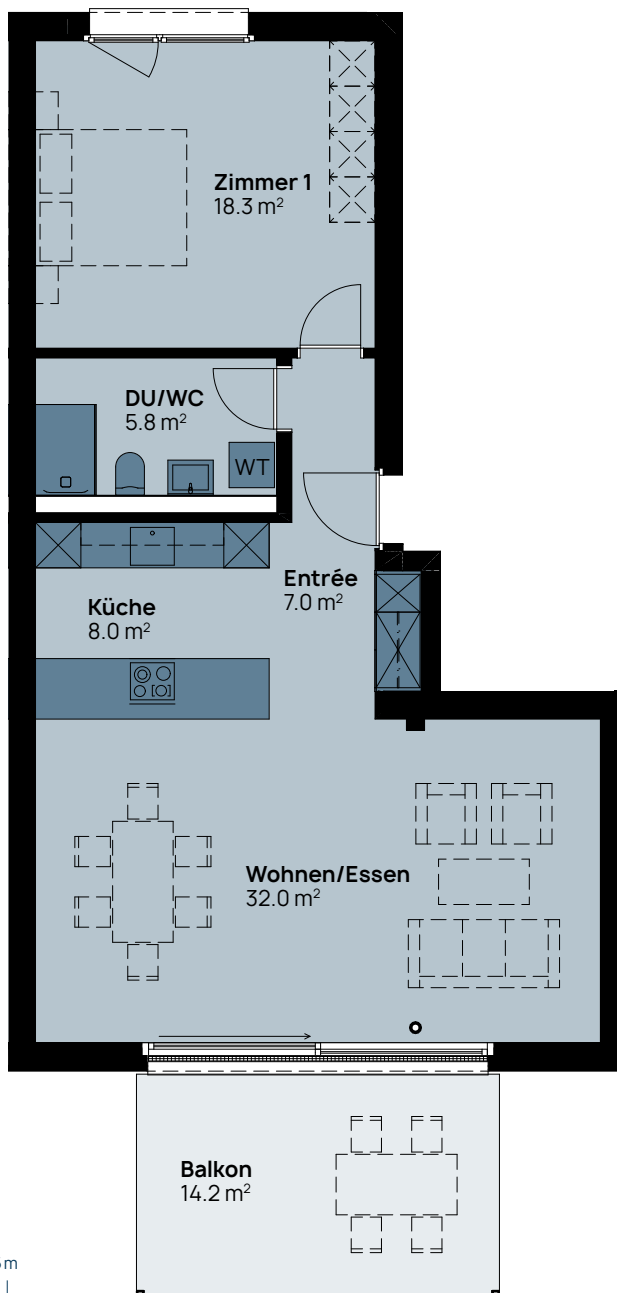 Zimmer 1
18.3 m²
DU/WC
5.8 m²
WT
Entrée
7.0 m²
Küche
8.0 m²
Wohnen/Essen
32.0 m²
Balkon
14.2 m²
m